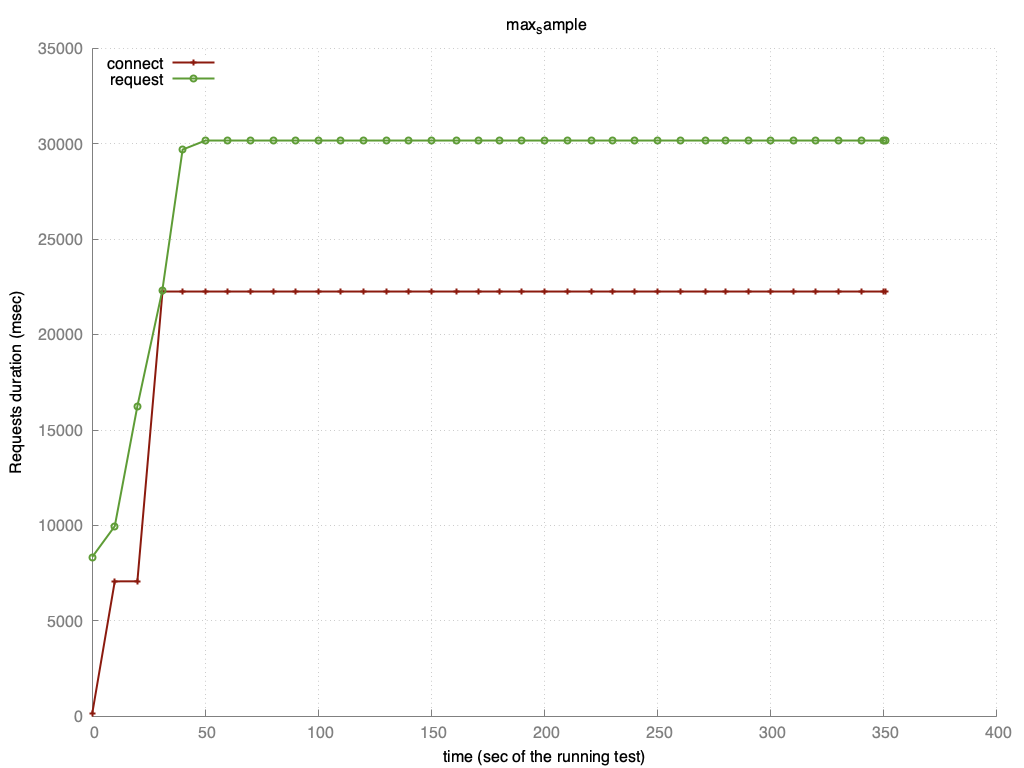 max_sample
connect
request
35000
30000
25000
20000
15000
10000
5000
0
Requests duration (msec)
0 50 100 150 200 250 300 350 400
time (sec of the running test)